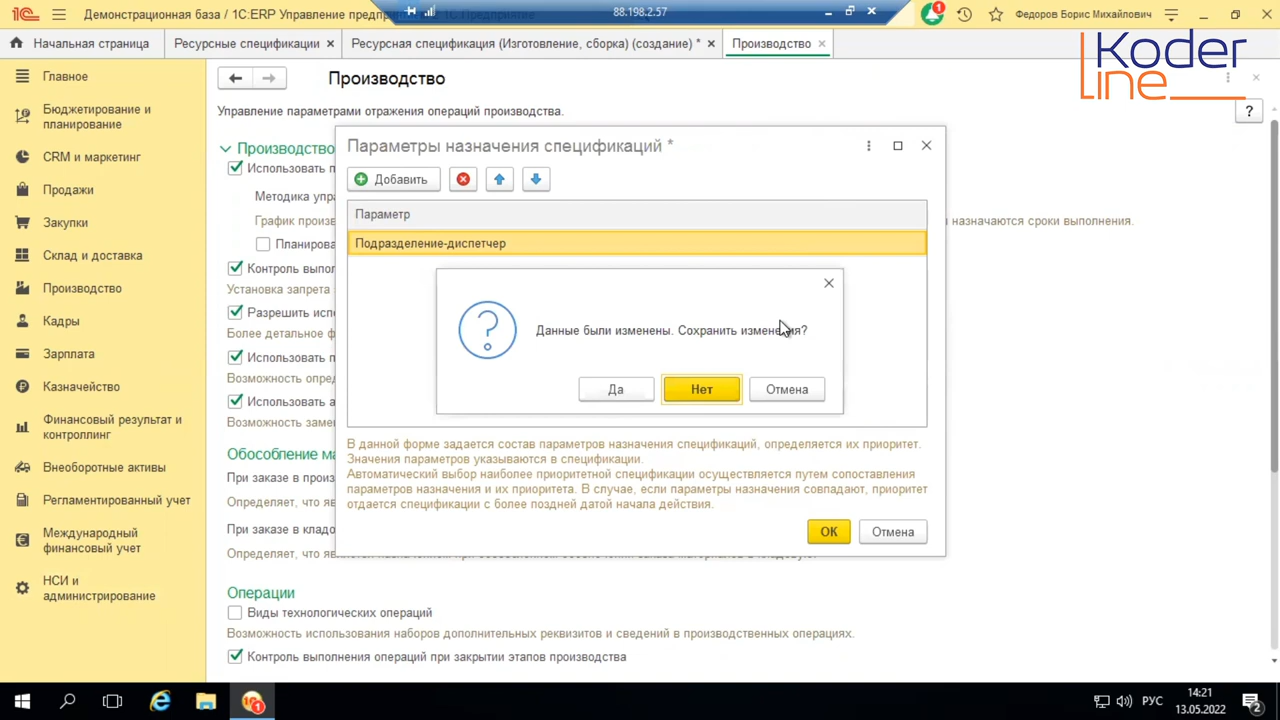 Демонстрационная база / 1С:ERP Управление предпр
1С:Предприятие
88.198.2.57
1
Федоров Борис Михайлович
Начальная страница
Ресурсные спецификации
Ресурсная спецификация (Изготовление, сборка) (создание) *
Производство
Koder
line
Главное
Бюджетирование и
планирование
CRM и маркетинг
Продажи
Закупки
Склад и доставка
Производство
Кадры
Зарплата
Казначейство
Финансовый результат и
контроллинг
Внеоборотные активы
Регламентированный учет
Международный
финансовый учет
НСИ и
администрирование
Производство
?
Управление параметрами отражения операций производства.
Производство
Использовать п
Методика упра
График произв
и назначаются сроки выполнения.
Планирова
Контроль выпол
Установка запрета
Разрешить испо
Более детальное ф
Использовать п
Возможность опред
Использовать а
Возможность замен
Обособление ма
При заказе в произ
Определяет, что яв
При заказе в кладо
Параметры назначения спецификаций *
Добавить
Параметр
Подразделение-диспетчер
Данные были изменены. Сохранить изменения?
Да
Нет
Отмена
В данной форме задается состав параметров назначения спецификаций, определяется их приоритет.
Значения параметров указываются в спецификации.
Автоматический выбор наиболее приоритетной спецификации осуществляется путем сопоставления
параметров назначения и их приоритета. В случае, если параметры назначения совпадают, приоритет
отдается спецификации с более поздней датой начала действия.
ОК
Отмена
Операции
Виды технологических операций
Возможность использования наборов дополнительных реквизитов и сведений в производственных операциях.
Контроль выполнения операций при закрытии этапов производства
РУС
14:21
13.05.2022
2